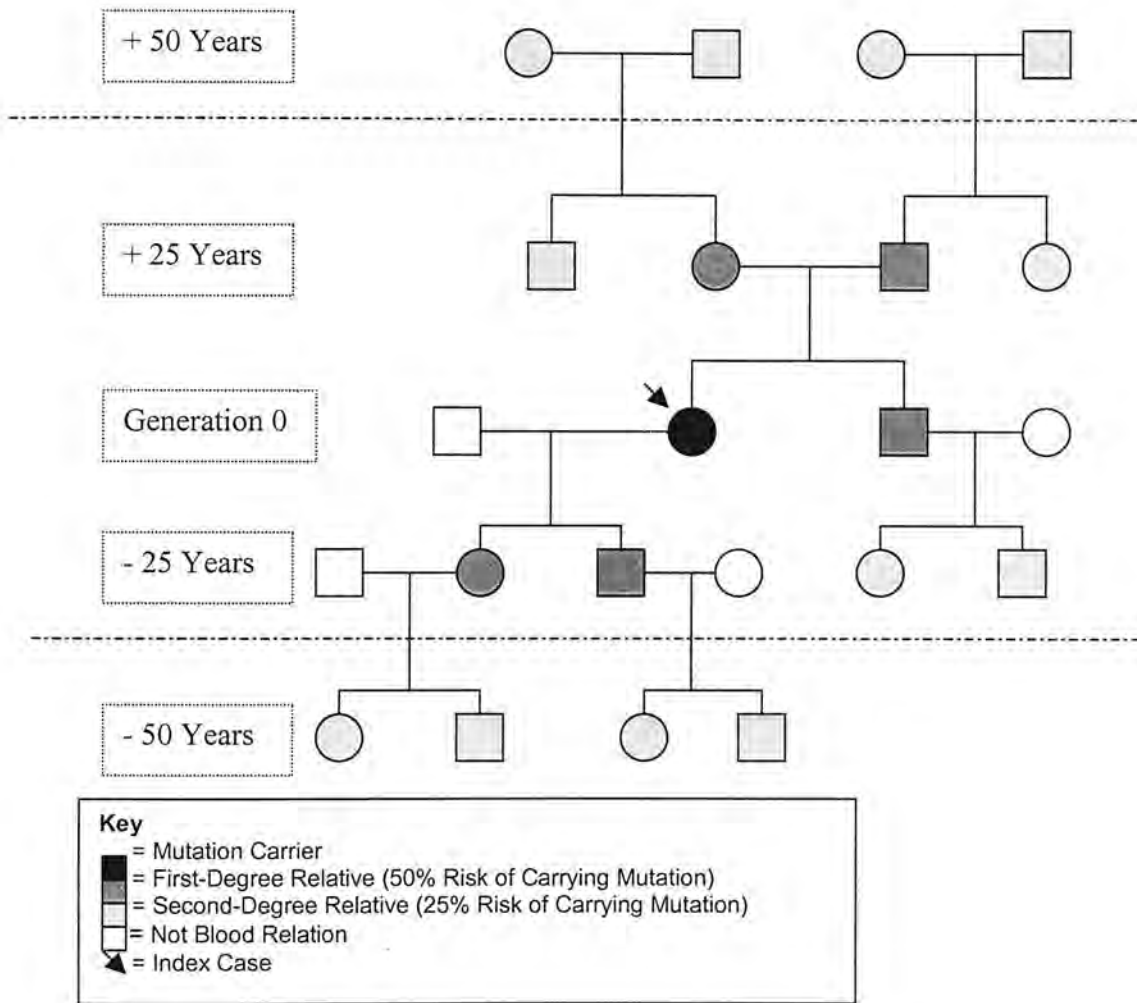 + 50 Years
+ 25 Years
Generation 0
- 25 Years
- 50 Years
Key
= Mutation Carrier
= First-Degree Relative (50% Risk of Carrying Mutation)
= Second-Degree Relative (25% Risk of Carrying Mutation)
= Not Blood Relation
= Index Case